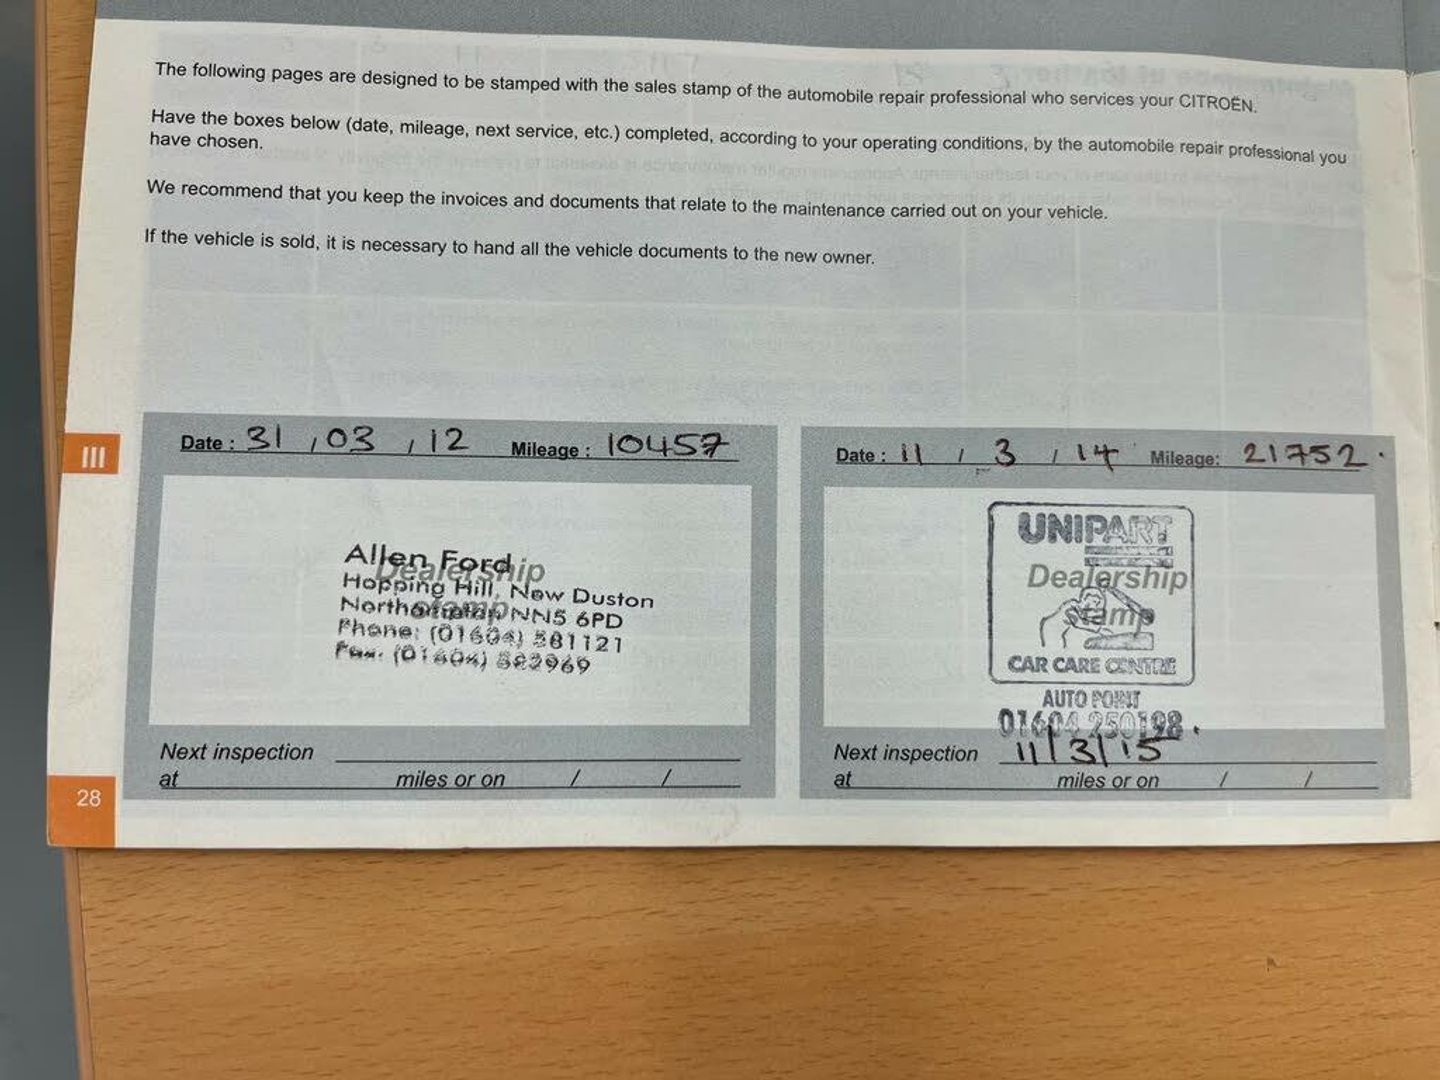 The following pages are designed to be stamped with the sales stamp of the automobile repair professional who services your CITROËN.
Have the boxes below (date, mileage, next service, etc.) completed, according to your operating conditions, by the automobile repair professional you
have chosen.
We recommend that you keep the invoices and documents that relate to the maintenance carried out on your vehicle.
If the vehicle is sold, it is necessary to hand all the vehicle documents to the new owner.
III
Date : 31 / 03 / 12 Mileage : 10457
Allen Ford
Dealership
Hopping Hill, New Duston
stamp
Northampton NN5 6PD
Phone: (01604) 581121
Fax: (01604) 582969
Next inspection
at miles or on / /
Date : 11 / 3 / 14 Mileage: 21752.
UNIPART
Dealership
stamp
CAR CARE CENTRE
AUTO POINT
01604 250198.
Next inspection 11/3/15
at miles or on / /
28